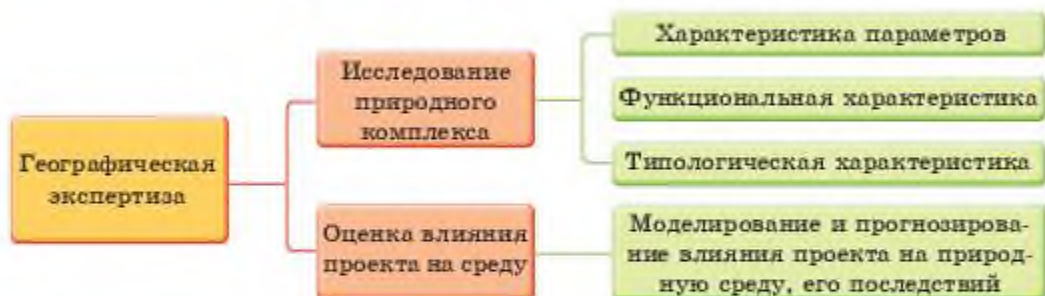 Географическая
экспертиза
Исследование
природного
комплекса
Характеристика параметров
Функциональная характеристика
Типологическая характеристика
Оценка влияния
проекта на среду
Моделирование и прогнозирова-
ние влияния проекта на природ-
ную среду, его последствий